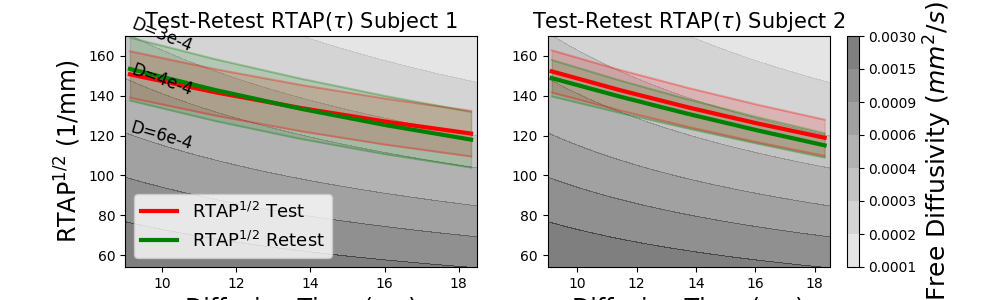 Test-Retest RTAP(τ) Subject 1
Test-Retest RTAP(τ) Subject 2
RTAP^{1/2} (1/mm)
160
140
120
100
80
60
D=3e-4
D=4e-4
D=6e-4
RTAP^{1/2} Test
RTAP^{1/2} Retest
10 12 14 16 18
160
140
120
100
80
60
10 12 14 16 18
0.0030
0.0015
0.0009
0.0006
0.0004
0.0003
0.0002
0.0001
Free Diffusivity (mm^2/s)